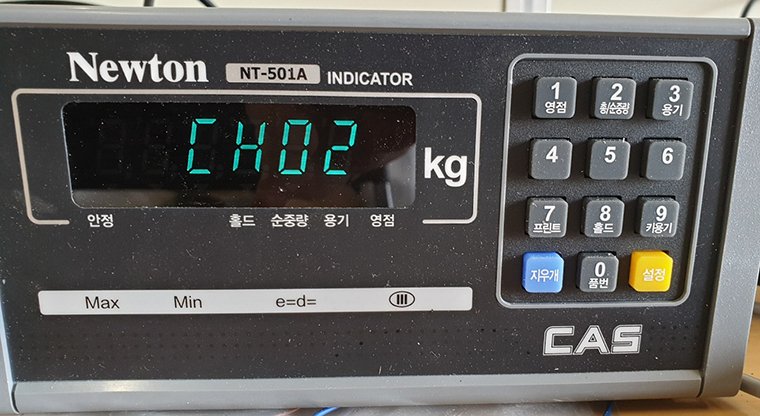 Newton NT-501A INDICATOR
CH02 kg
안정 홀드 순중량 용기 영점
Max Min e=d= III
1 2 3
영점 총/순중량 용기
4 5 6
7 8 9
프린트 홀드 키용기
0
지우개 품번 설정
CAS